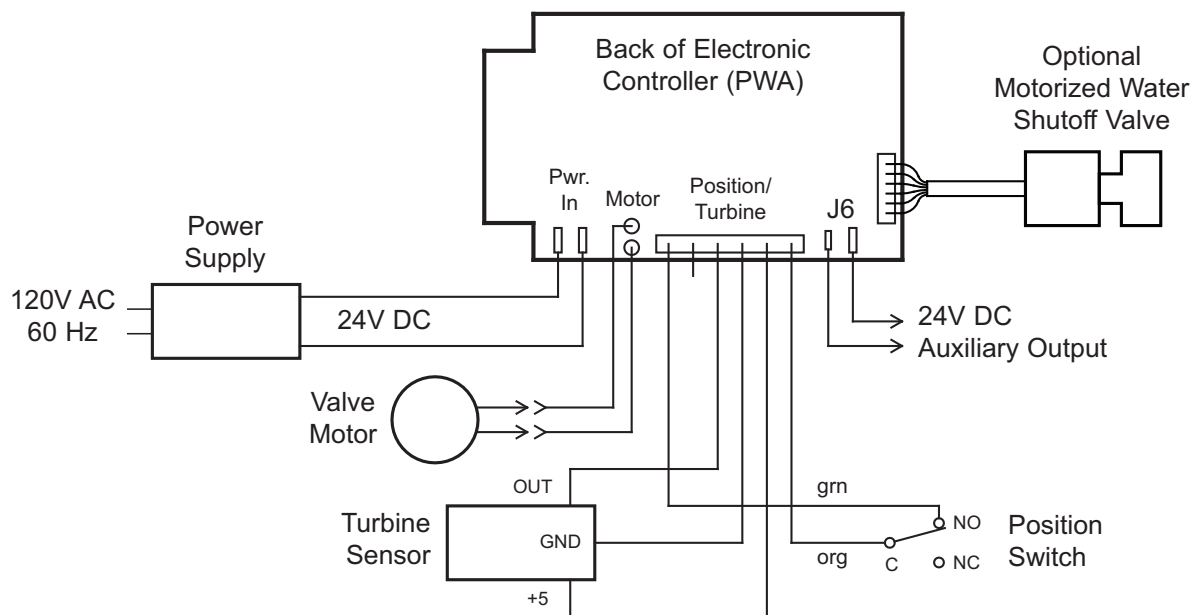 Back of Electronic
Controller (PWA)
Optional
Motorized Water
Shutoff Valve
Pwr.
In
Motor
Position/
Turbine
J6
Power
Supply
120V AC
60 Hz
24V DC
24V DC
Auxiliary Output
Valve
Motor
OUT
grn
Turbine
Sensor
GND
NO
Position
Switch
org
C
NC
+5